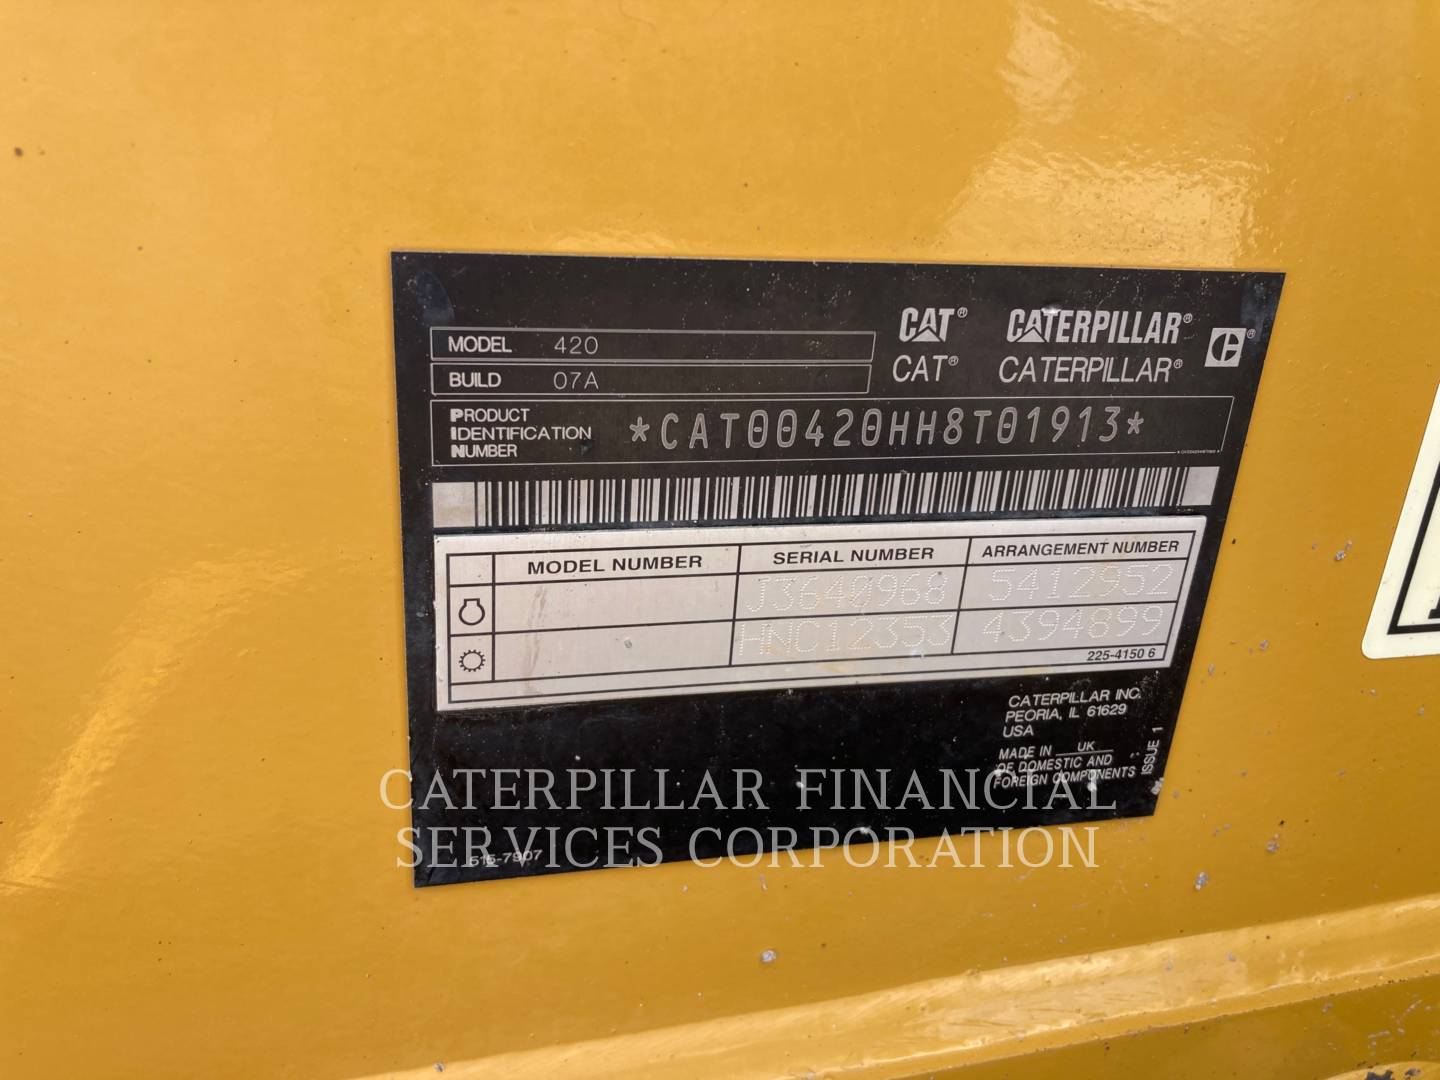 CAT® CATERPILLAR®
CAT® CATERPILLAR®
MODEL 420
BUILD 07A
PRODUCT
IDENTIFICATION
NUMBER
*CAT00420HH8T01913*
MODEL NUMBER SERIAL NUMBER ARRANGEMENT NUMBER
J3640968 5412952
HNC12353 4394899
225-4150 6
CATERPILLAR INC.
PEORIA, IL 61629
USA
MADE IN UK
OF DOMESTIC AND
FOREIGN COMPONENTS
ISSUE 1
515-7907
CATERPILLAR FINANCIAL
SERVICES CORPORATION